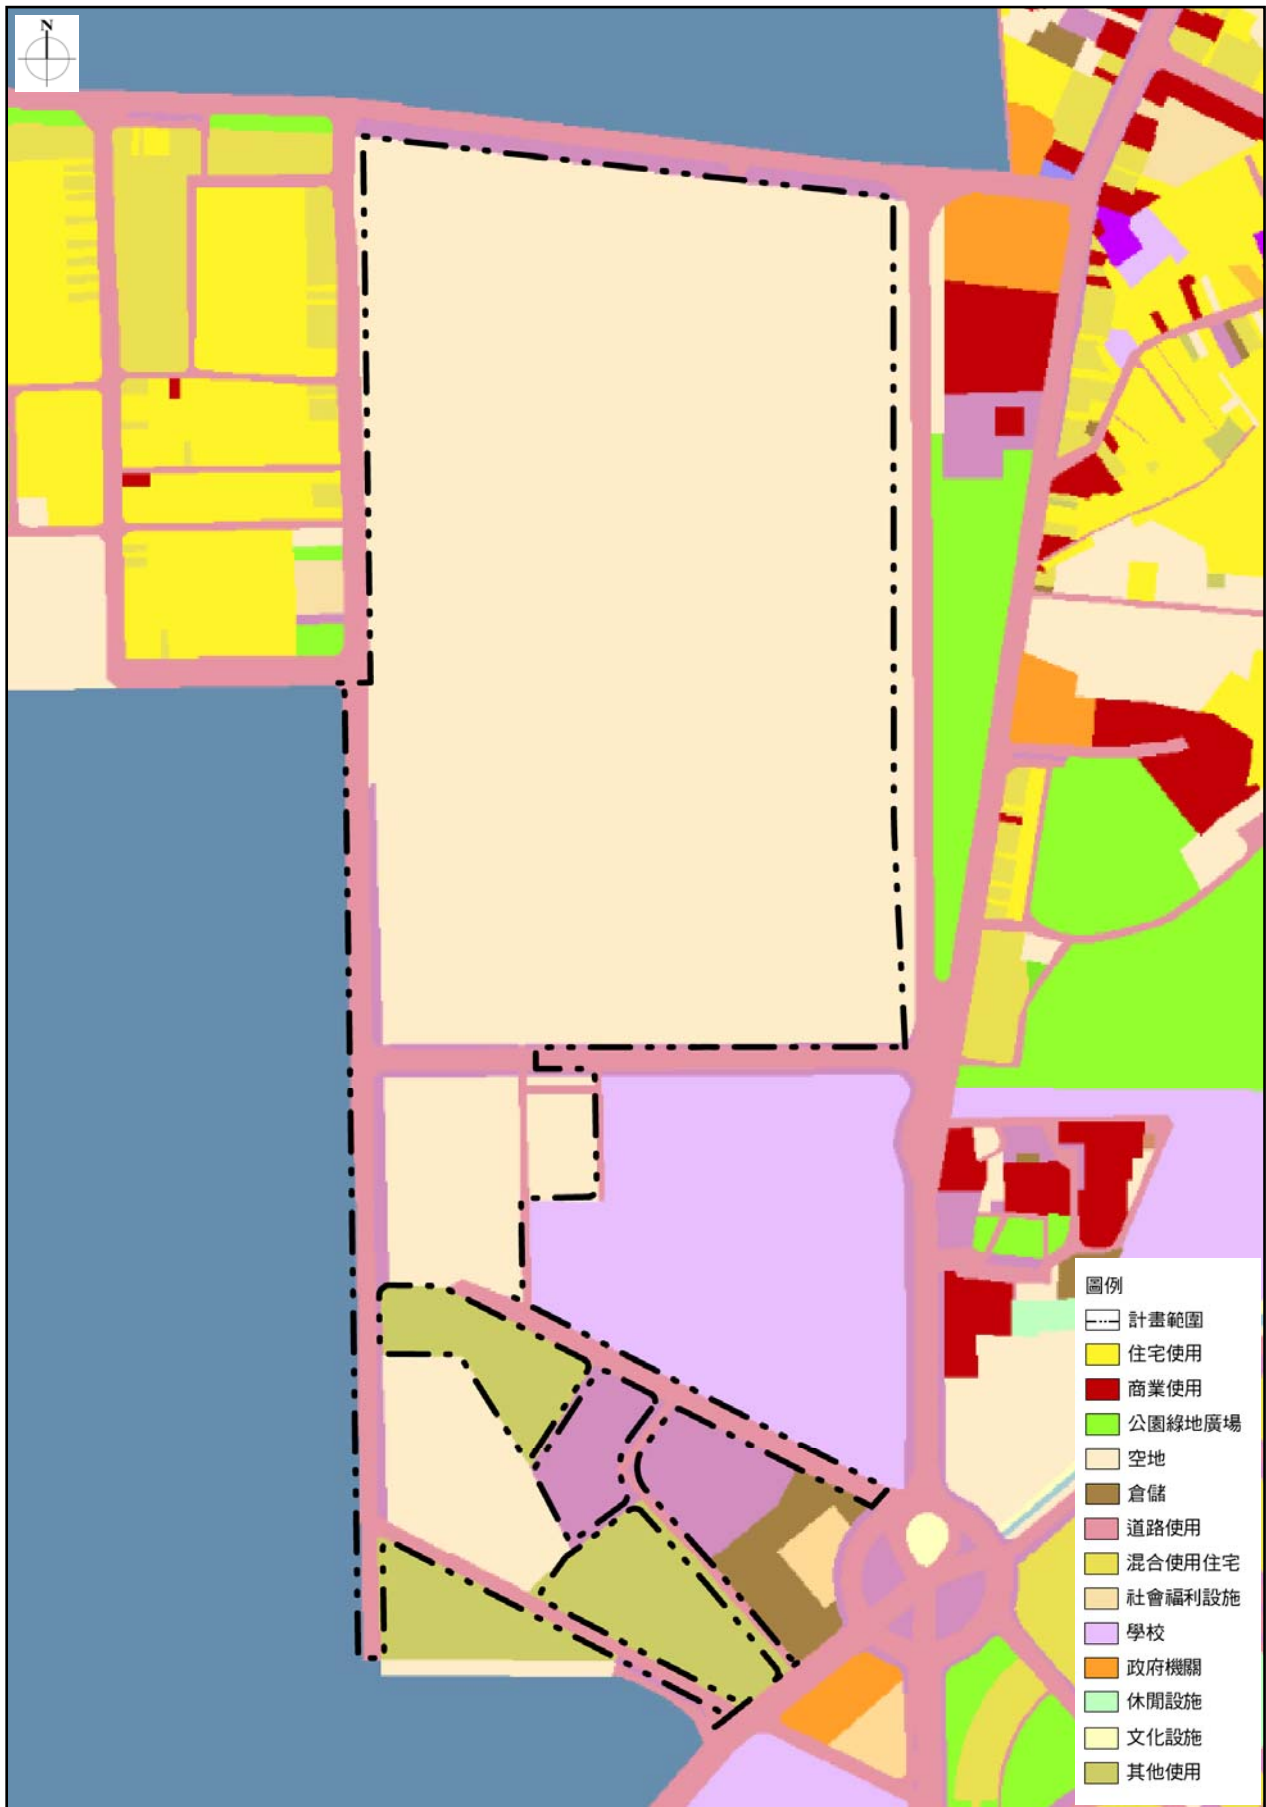 N
圖例
計畫範圍
住宅使用
商業使用
公園綠地廣場
空地
倉儲
道路使用
混合使用住宅
社會福利設施
學校
政府機關
休閒設施
文化設施
其他使用